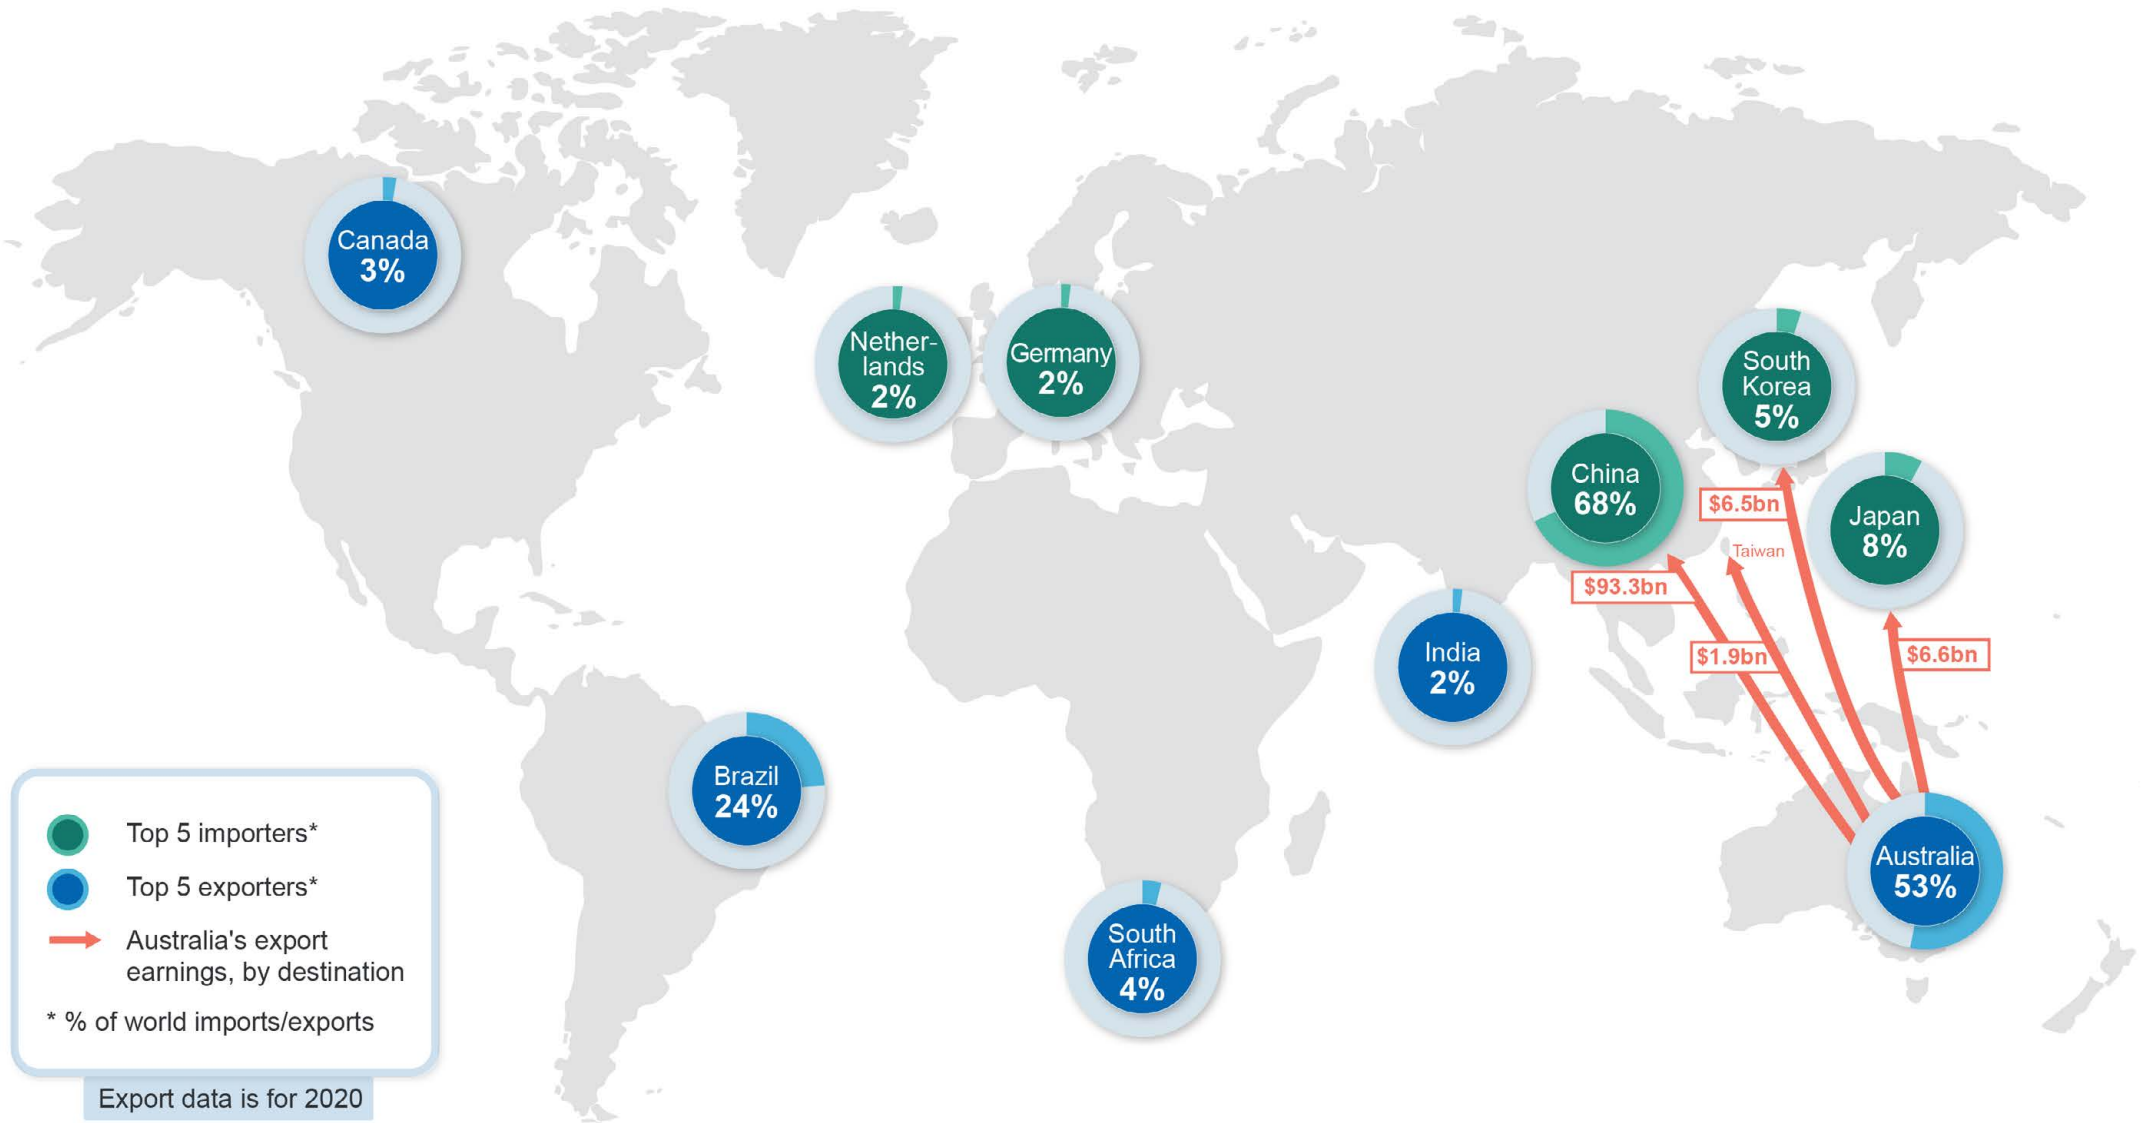 Canada
3%
Nether-
lands
2%
Germany
2%
South
Korea
5%
China
68%
$6.5bn
Japan
8%
Taiwan
$93.3bn
India
2%
$1.9bn
$6.6bn
Brazil
24%
Australia
53%
South
Africa
4%
Top 5 importers*
Top 5 exporters*
Australia's export
earnings, by destination
* % of world imports/exports
Export data is for 2020